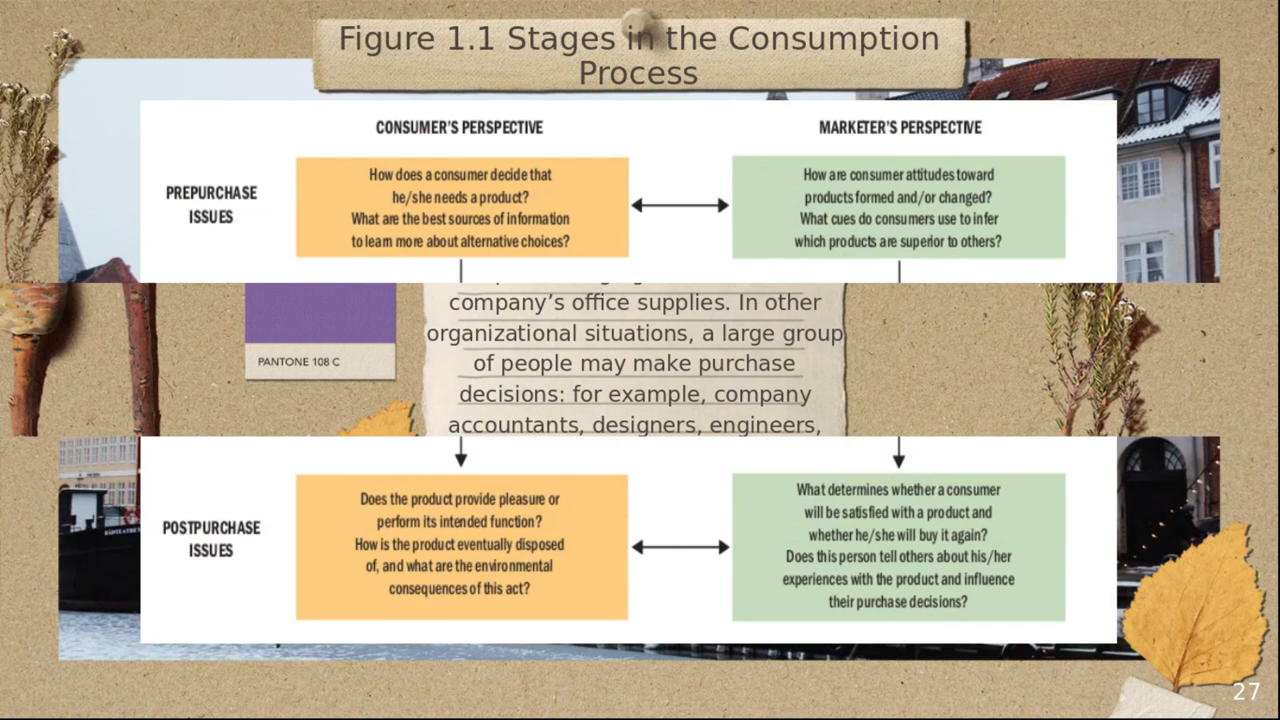 Figure 1.1 Stages in the Consumption
Process
CONSUMER'S PERSPECTIVE
MARKETER'S PERSPECTIVE
PREPURCHASE
ISSUES
How does a consumer decide that
he/she needs a product?
What are the best sources of information
to learn more about alternative choices?
How are consumer attitudes toward
products formed and/or changed?
What cues do consumers use to infer
which products are superior to others?
company's office supplies. In other
organizational situations, a large group
of people may make purchase
decisions: for example, company
accountants, designers, engineers,
PANTONE 108 C
POSTPURCHASE
ISSUES
Does the product provide pleasure or
perform its intended function?
How is the product eventually disposed
of, and what are the environmental
consequences of this act?
What determines whether a consumer
will be satisfied with a product and
whether he/she will buy it again?
Does this person tell others about his/her
experiences with the product and influence
their purchase decisions?
27